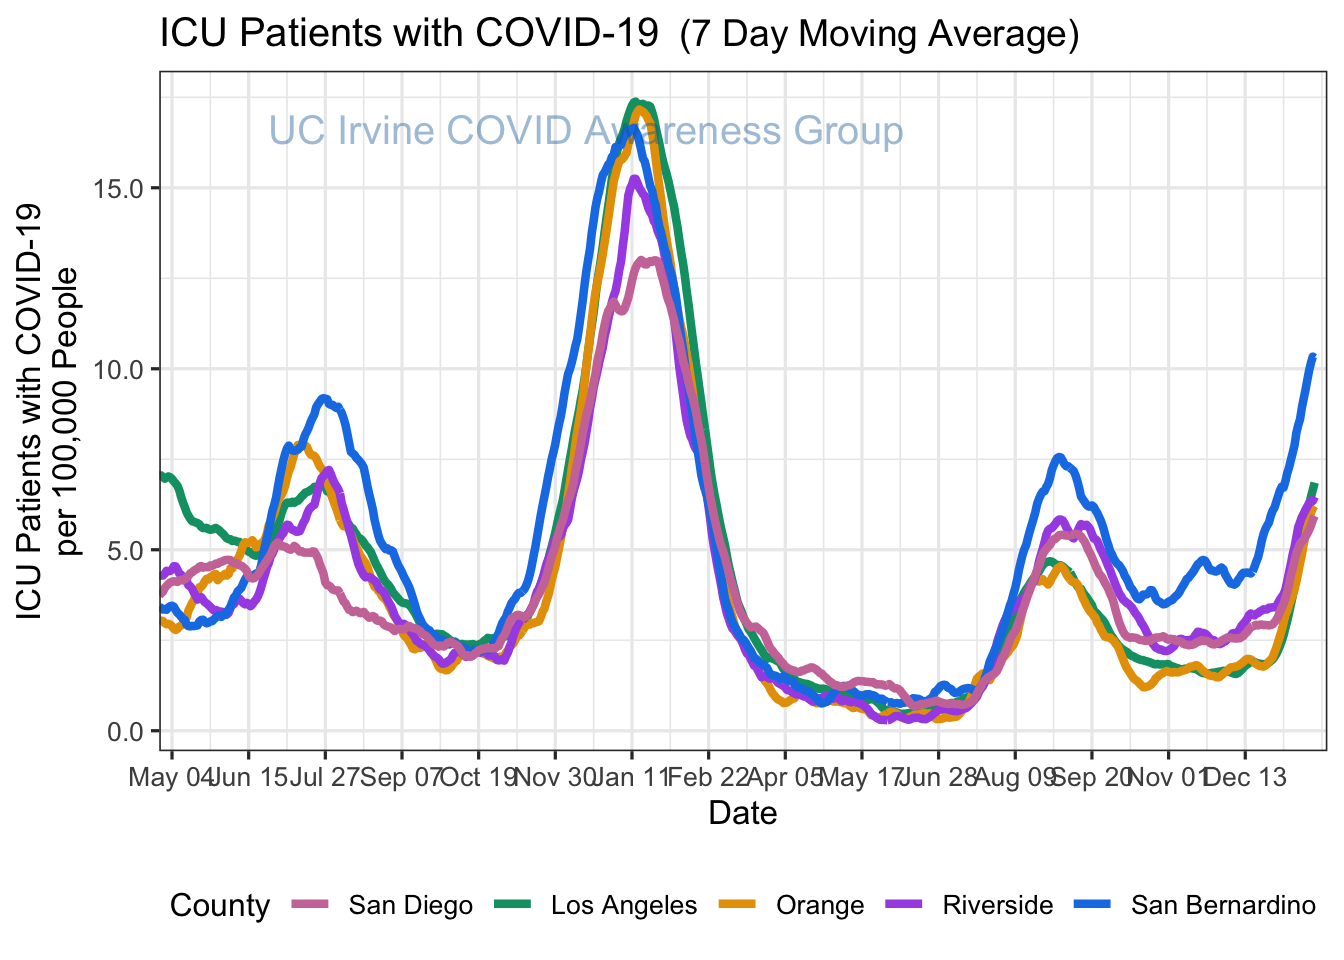 ICU Patients with COVID-19 (7 Day Moving Average)
UC Irvine COVID Awareness Group
ICU Patients with COVID-19
per 100,000 People
15.0
10.0
5.0
0.0
May 04 Jun 15 Jul 27 Sep 07 Oct 19 Nov 30 Jan 11 Feb 22 Apr 05 May 17 Jun 28 Aug 09 Sep 20 Nov 01 Dec 13
Date
County San Diego Los Angeles Orange Riverside San Bernardino